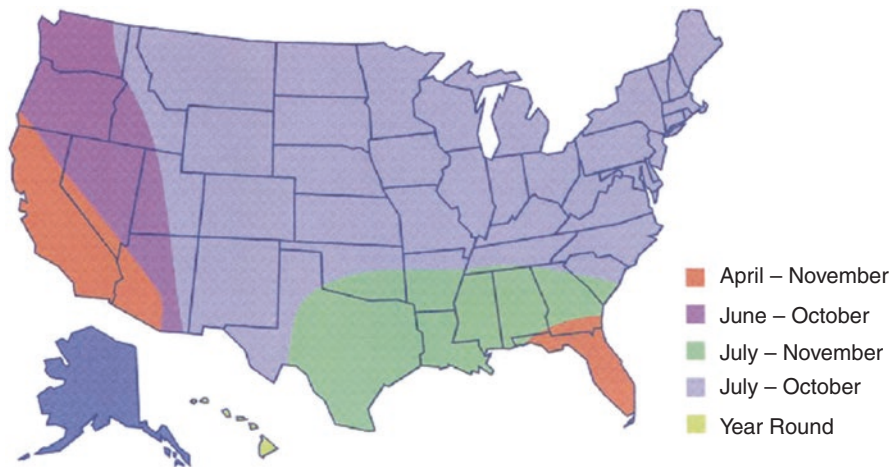 April – November
June – October
July – November
July – October
Year Round